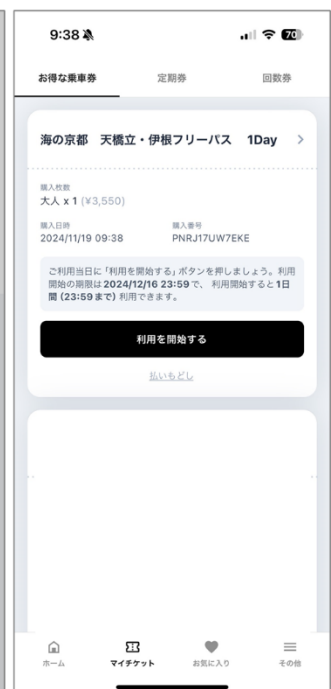 9:38
70
お得な乗車券 定期券 回数券
海の京都 天橋立・伊根フリーパス 1Day
購入枚数
大人 x 1 (¥3,550)
購入日時 購入番号
2024/11/19 09:38 PNRJ17UW7EKE
ご利用当日に「利用を開始する」ボタンを押しましょう。利用
開始の期限は2024/12/16 23:59で、利用開始すると1日
間 (23:59まで) 利用できます。
利用を開始する
払いもどし
ホーム マイチケット お気に入り その他